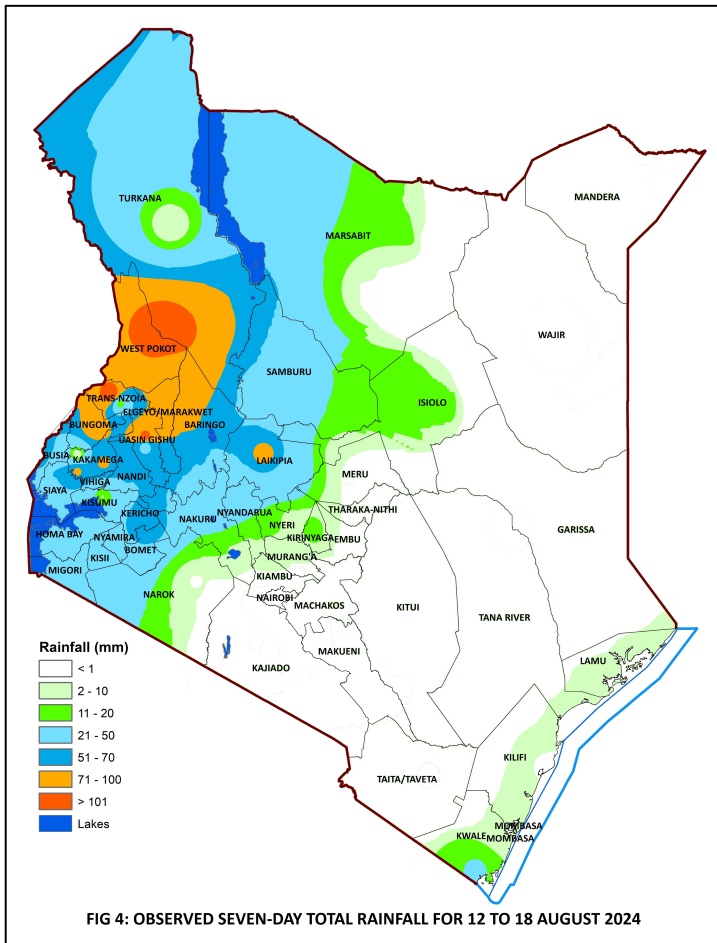 MANDERA
TURKANA
MARSABIT
WAJIR
WEST POKOT
SAMBURU
TRANS-NZOIA
ISIOLO
ELGEYO/MARAKWET
BUNGOMA
BARINGO
UASIN GISHU
BUSIA
KAKAMEGA
LAIKIPIA
MERU
NANDI
VIHIGA
SIAYA
KISUMU
THARAKA-NITHI
KERICHO
NYANDARUA
NAKURU
NYERI
GARISSA
HOMA BAY
NYAMIRA
KIRINYAGA
EMBU
BOMET
KISII
MURANG'A
MIGORI
KIAMBU
NAROK
NAIROBI
MACHAKOS
KITUI
TANA RIVER
MAKUENI
KAJIADO
LAMU
Rainfall (mm)
< 1
2 - 10
11 - 20
21 - 50
51 - 70
71 - 100
> 101
Lakes
KILIFI
TAITA/TAVETA
MOMBASA
KWALE
MOMBASA
FIG 4: OBSERVED SEVEN-DAY TOTAL RAINFALL FOR 12 TO 18 AUGUST 2024